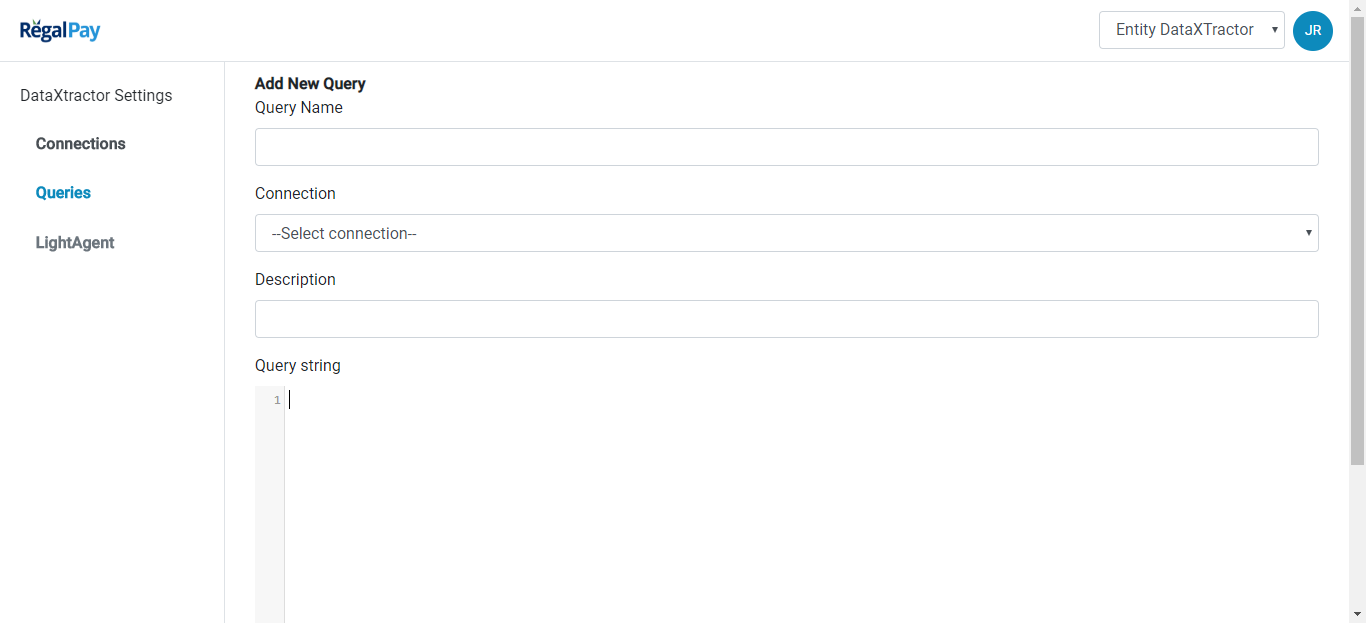 RegalPay
Entity DataXTractor
JR
DataXtractor Settings
Connections
Queries
LightAgent
Add New Query
Query Name
Connection
--Select connection--
Description
Query string
1